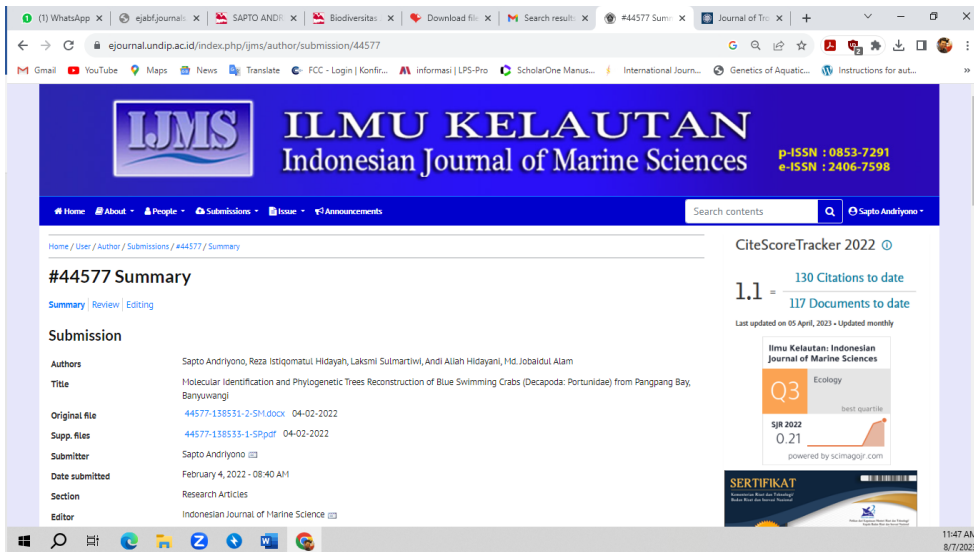 (1) WhatsApp
ejabf.journals
SAPTO ANDR
Biodiversitas
Download file
Search results
#44577 Summ
Journal of Tro
ejournal.undip.ac.id/index.php/ijms/author/submission/44577
Gmail YouTube Maps News Translate FCC - Login | Konfir... informasi | LPS-Pro ScholarOne Manus... International Journ... Genetics of Aquatic... Instructions for aut... »
IJMS
ILMU KELAUTAN
Indonesian Journal of Marine Sciences
p-ISSN : 0853-7291
e-ISSN : 2406-7598
Home About People Submissions Issue Announcements
Search contents
Sapto Andriyono
Home / User / Author / Submissions / #44577 / Summary
#44577 Summary
Summary Review Editing
Submission
Authors Sapto Andriyono, Reza Istiqomatul Hidayah, Laksmi Sulmartiwi, Andi Aliah Hidayani, Md. Jobaidul Alam
Title Molecular Identification and Phylogenetic Trees Reconstruction of Blue Swimming Crabs (Decapoda: Portunidae) from Pangpang Bay,
Banyuwangi
Original file 44577-138531-2-SM.docx 04-02-2022
Supp. files 44577-138533-1-SP.pdf 04-02-2022
Submitter Sapto Andriyono
Date submitted February 4, 2022 - 08:40 AM
Section Research Articles
Editor Indonesian Journal of Marine Science
CiteScoreTracker 2022
1.1 = 130 Citations to date
117 Documents to date
Last updated on 05 April, 2023 • Updated monthly
Ilmu Kelautan: Indonesian
Journal of Marine Sciences
Q3
Ecology
best quartile
SJR 2022
0.21
powered by scimagojr.com
SERTIFIKAT
11:47 AM
8/7/202